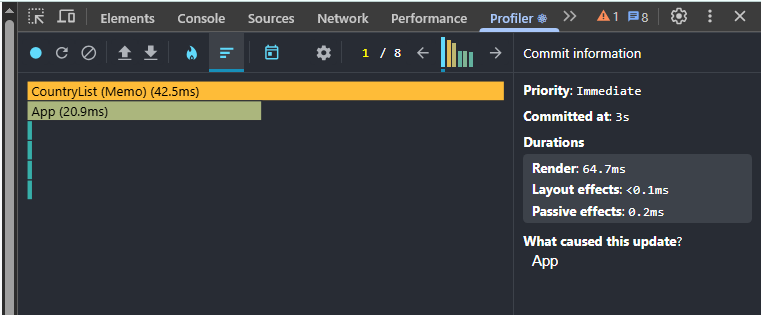 Elements Console Sources Network Performance Profiler 1 8
1 / 8 Commit information
CountryList (Memo) (42.5ms)
App (20.9ms)
Priority: Immediate
Committed at: 3s
Durations
Render: 64.7ms
Layout effects: <0.1ms
Passive effects: 0.2ms
What caused this update?
App